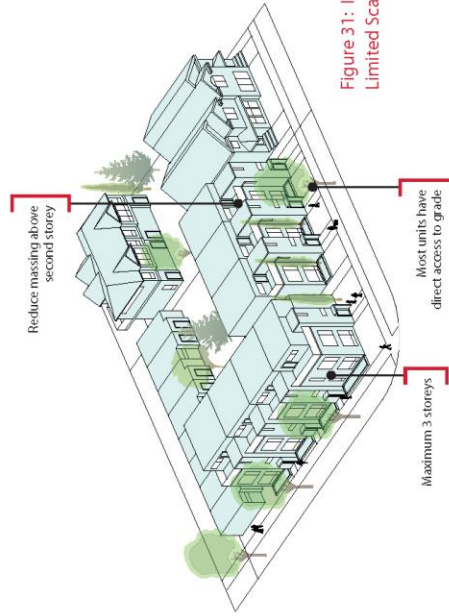 Reduce massing above
second storey
Maximum 3 storeys
Most units have
direct access to grade
Figure 31:
Limited Sca